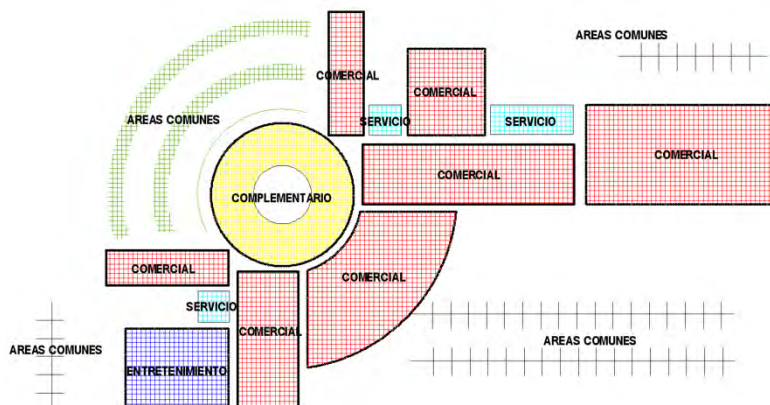 AREAS COMUNES
COMERCIAL
COMERCIAL
AREAS COMUNES
SERVICIO
SERVICIO
COMERCIAL
COMERCIAL
COMPLEMENTARIO
COMERCIAL
COMERCIAL
SERVICIO
COMERCIAL
AREAS COMUNES
AREAS COMUNES
ENTRETENIMIENTO